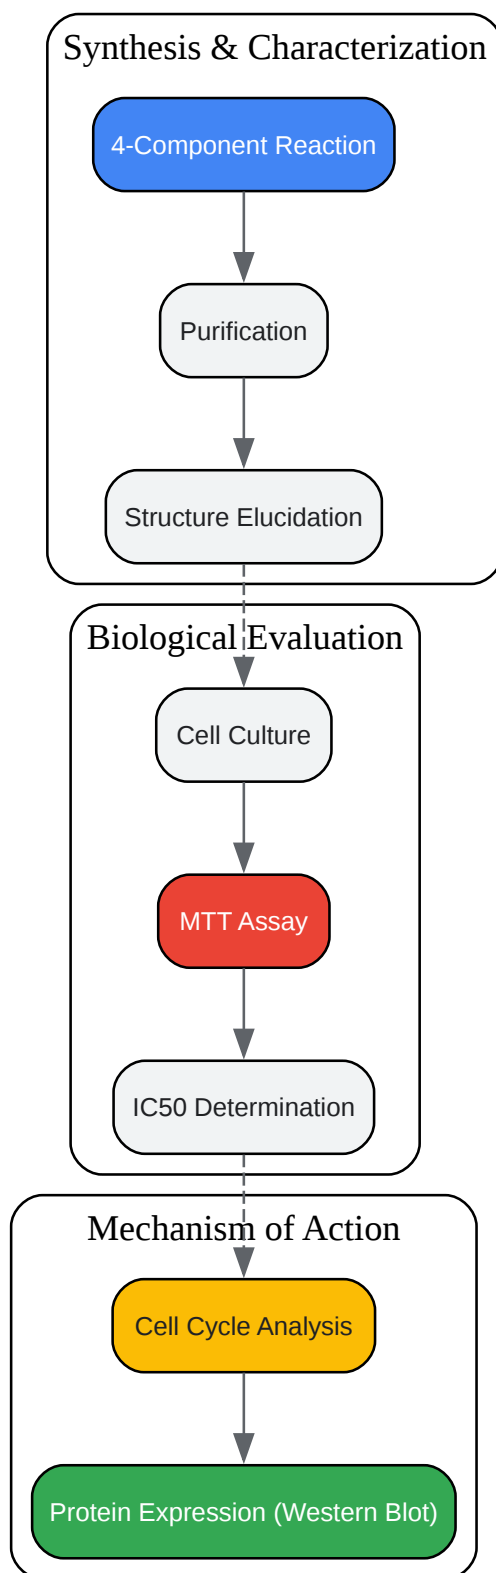 Synthesis & Characterization
4-Component Reaction
Purification
Structure Elucidation
Biological Evaluation
Cell Culture
MTT Assay
IC50 Determination
Mechanism of Action
Cell Cycle Analysis
Protein Expression (Western Blot)